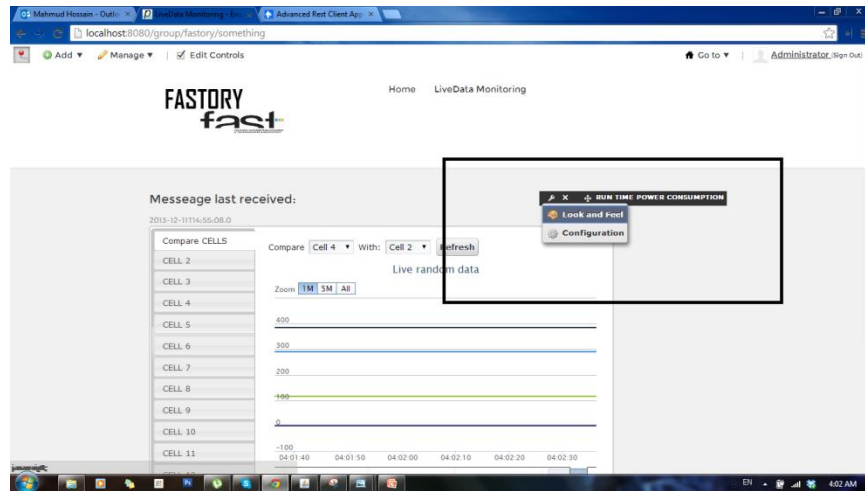 Mahmud Hossain - Outlo
LiveData Monitoring - En
Advanced Rest Client App
localhost:8080/group/fastory/something
Add Manage Edit Controls Go to Administrator (Sign Out)
FASTORY
fast
Home LiveData Monitoring
Messeage last received:
2013-12-11T14:55:08.0
RUN TIME POWER CONSUMPTION
Look and Feel
Configuration
Compare CELLS
CELL 2
CELL 3
CELL 4
CELL 5
CELL 6
CELL 7
CELL 8
CELL 9
CELL 10
CELL 11
Compare Cell 4 With: Cell 2 Refresh
Live random data
Zoom 1M 5M All
400
300
200
100
0
-100
04:01:40 04:01:50 04:02:00 04:02:10 04:02:20 04:02:30
EN 4:02 AM